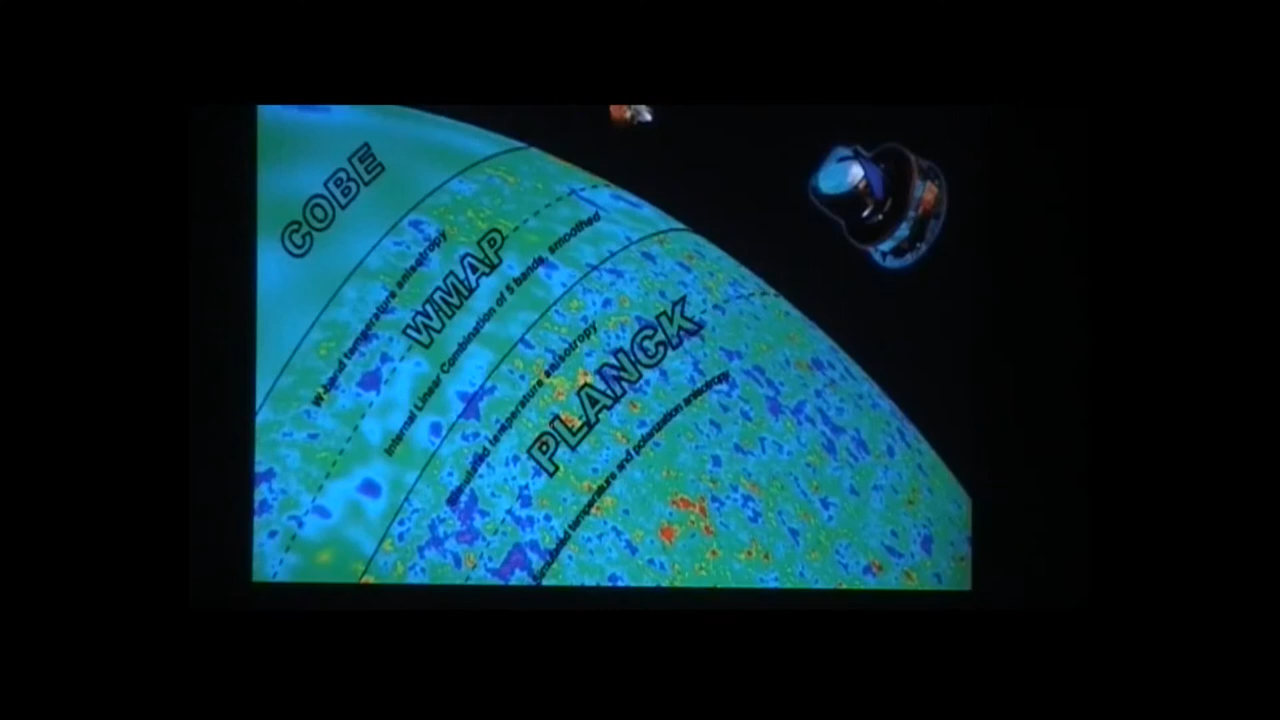 COBE
W-band temperature anisotropy
WMAP
Internal Linear Combination of 5 bands, smoothed
Simulated temperature anisotropy
PLANCK
Simulated temperature and polarization anisotropy